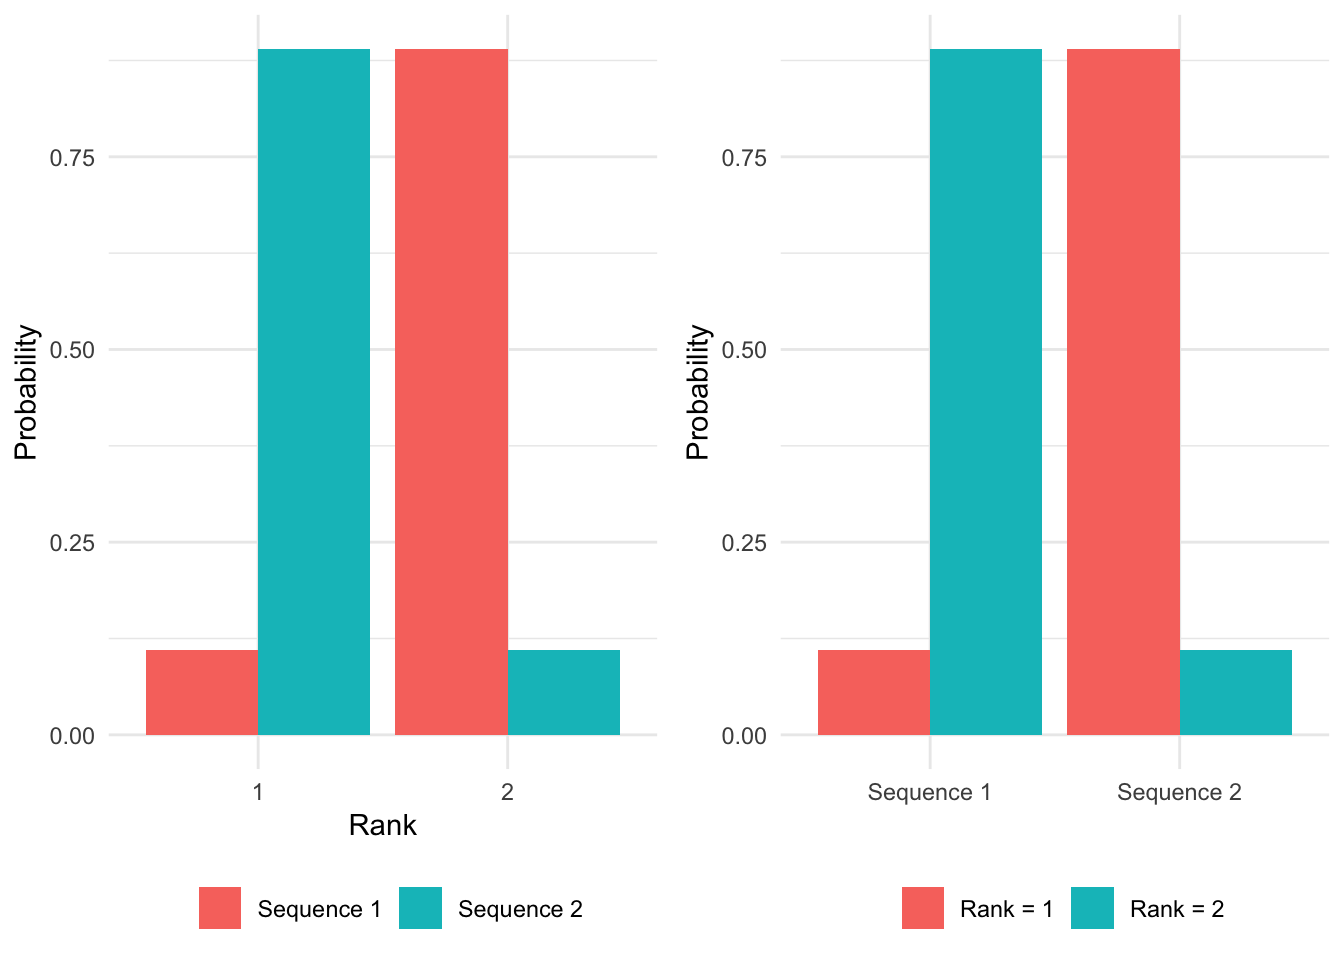 Probability
0.75
0.50
0.25
0.00
1 2
Rank
Sequence 1 Sequence 2
Probability
0.75
0.50
0.25
0.00
Sequence 1 Sequence 2
Rank = 1 Rank = 2